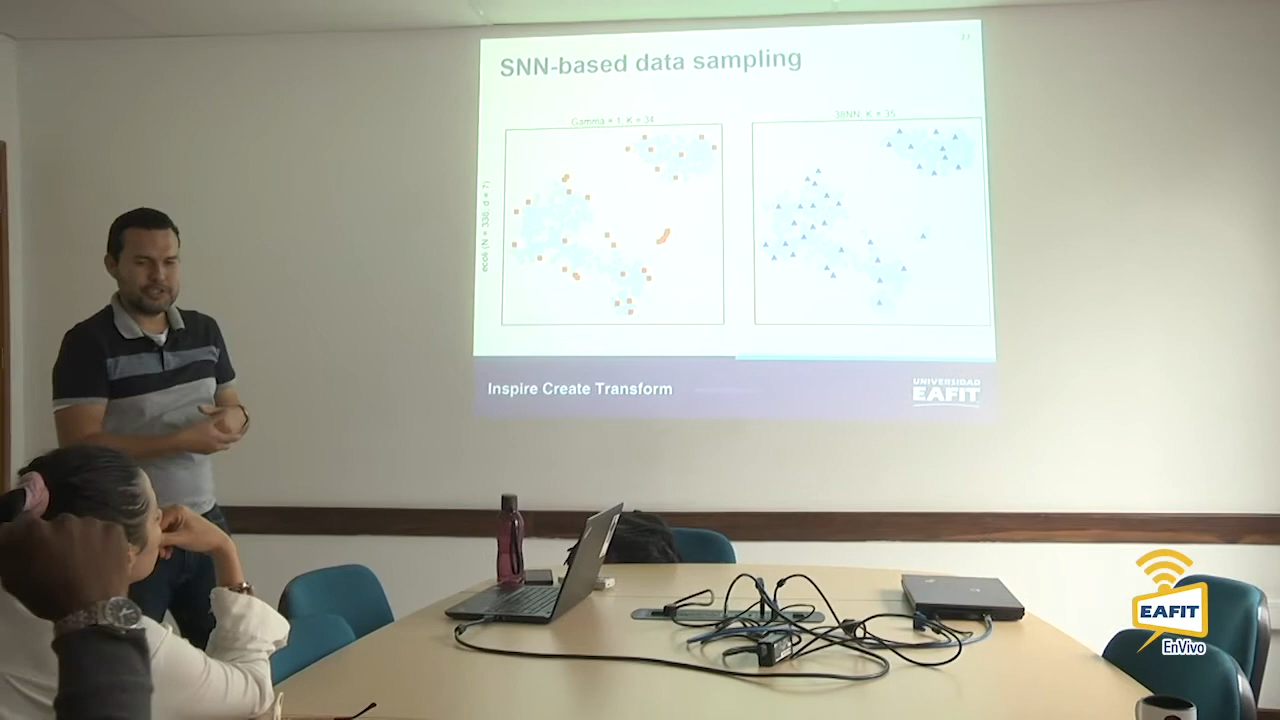 27
SNN-based data sampling
Gamma = 1; K = 34
38NN; K = 35
ecoli (N = 336; d = 7)
Inspire Create Transform
UNIVERSIDAD
EAFIT
EAFIT
EnVivo